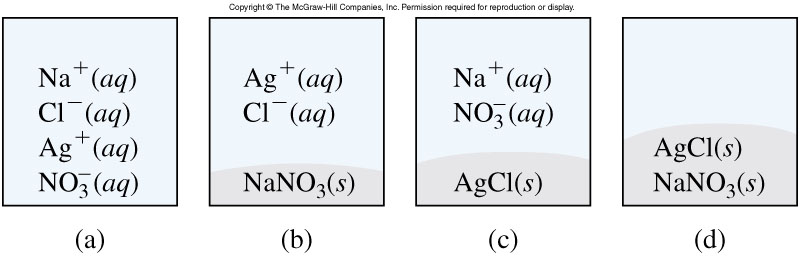 Copyright © The McGraw-Hill Companies, Inc. Permission required for reproduction or display.
Na⁺(aq)
Cl⁻(aq)
Ag⁺(aq)
NO₃⁻(aq)
(a)
Ag⁺(aq)
Cl⁻(aq)
NaNO₃(s)
(b)
Na⁺(aq)
NO₃⁻(aq)
AgCl(s)
(c)
AgCl(s)
NaNO₃(s)
(d)